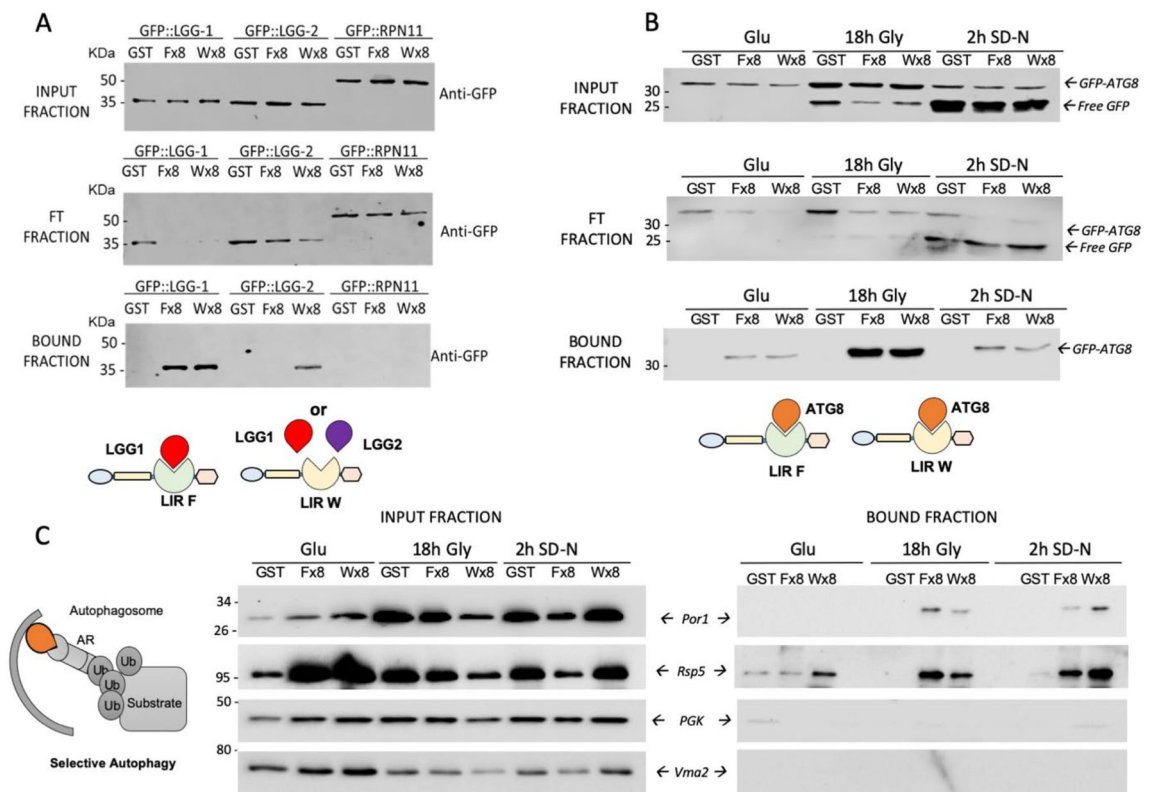 A
GFP::LGG-1 GFP::LGG-2 GFP::RPN11
KDa GST Fx8 Wx8 GST Fx8 Wx8 GST Fx8 Wx8
INPUT FRACTION
50 -
35 -
Anti-GFP
GFP::LGG-1 GFP::LGG-2 GFP::RPN11
GST Fx8 Wx8 GST Fx8 Wx8 GST Fx8 Wx8
KDa
FT FRACTION
50 -
35 -
Anti-GFP
GFP::LGG-1 GFP::LGG-2 GFP::RPN11
GST Fx8 Wx8 GST Fx8 Wx8 GST Fx8 Wx8
KDa
BOUND FRACTION
50 -
35 -
Anti-GFP
LGG1
LIR F
or
LGG1 LGG2
LIR W
B
Glu 18h Gly 2h SD-N
GST Fx8 Wx8 GST Fx8 Wx8 GST Fx8 Wx8
INPUT FRACTION
30 -
25 -
← GFP-ATG8
← Free GFP
Glu 18h Gly 2h SD-N
GST Fx8 Wx8 GST Fx8 Wx8 GST Fx8 Wx8
FT FRACTION
30 -
25 -
← GFP-ATG8
← Free GFP
Glu 18h Gly 2h SD-N
GST Fx8 Wx8 GST Fx8 Wx8 GST Fx8 Wx8
BOUND FRACTION
30 -
← GFP-ATG8
ATG8 ATG8
LIR F LIR W
C
Autophagosome
AR
Ub
Ub
Ub
Ub
Substrate
Selective Autophagy
INPUT FRACTION
Glu 18h Gly 2h SD-N
GST Fx8 Wx8 GST Fx8 Wx8 GST Fx8 Wx8
34 -
26 -
95 -
50 -
80 -
← Por1 →
← Rsp5 →
← PGK →
← Vma2 →
BOUND FRACTION
Glu 18h Gly 2h SD-N
GST Fx8 Wx8 GST Fx8 Wx8 GST Fx8 Wx8